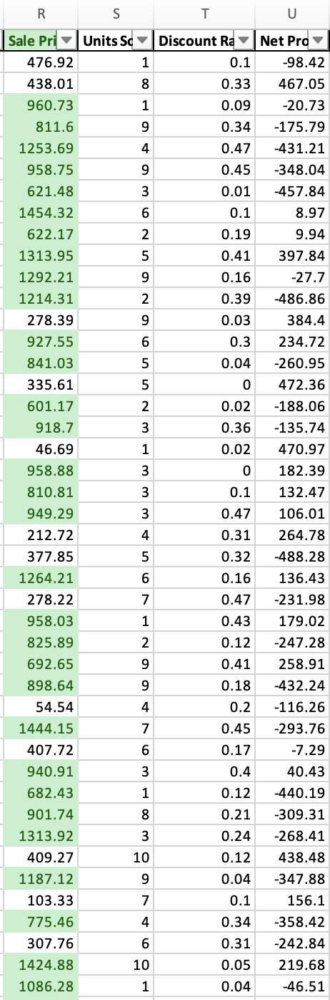 R S T U
Sale Pri Units So Discount Ra Net Pro
476.92 1 0.1 -98.42
438.01 8 0.33 467.05
960.73 1 0.09 -20.73
811.6 9 0.34 -175.79
1253.69 4 0.47 -431.21
958.75 9 0.45 -348.04
621.48 3 0.01 -457.84
1454.32 6 0.1 8.97
622.17 2 0.19 9.94
1313.95 5 0.41 397.84
1292.21 9 0.16 -27.7
1214.31 2 0.39 -486.86
278.39 9 0.03 384.4
927.55 6 0.3 234.72
841.03 5 0.04 -260.95
335.61 5 0 472.36
601.17 2 0.02 -188.06
918.7 3 0.36 -135.74
46.69 1 0.02 470.97
958.88 3 0 182.39
810.81 3 0.1 132.47
949.29 3 0.47 106.01
212.72 4 0.31 264.78
377.85 5 0.32 -488.28
1264.21 6 0.16 136.43
278.22 7 0.47 -231.98
958.03 1 0.43 179.02
825.89 2 0.12 -247.28
692.65 9 0.41 258.91
898.64 9 0.18 -432.24
54.54 4 0.2 -116.26
1444.15 7 0.45 -293.76
407.72 6 0.17 -7.29
940.91 3 0.4 40.43
682.43 1 0.12 -440.19
901.74 8 0.21 -309.31
1313.92 3 0.24 -268.41
409.27 10 0.12 438.48
1187.12 9 0.04 -347.88
103.33 7 0.1 156.1
775.46 4 0.34 -358.42
307.76 6 0.31 -242.84
1424.88 10 0.05 219.68
1086.28 1 0.04 -46.51